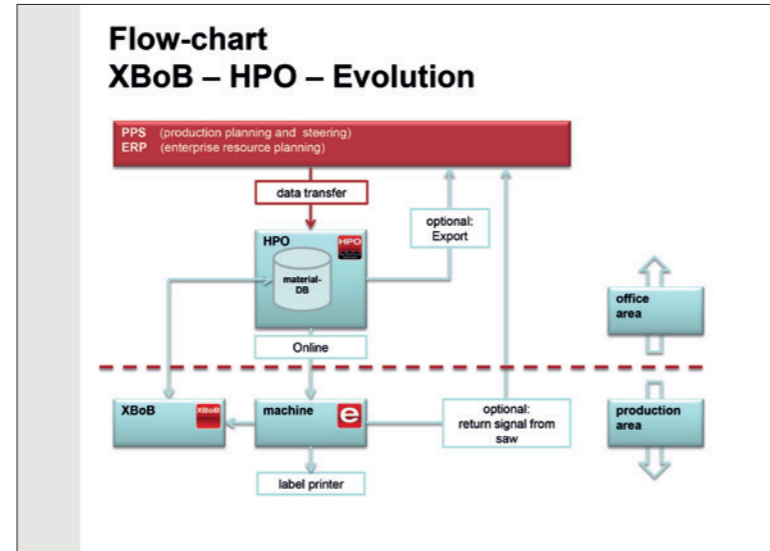 Flow-chart
XBoB – HPO – Evolution
PPS (production planning and steering)
ERP (enterprise resource planning)
data transfer
optional:
Export
HPO
HPO
material-
DB
office
area
Online
XBoB
XBoB
machine
e
optional:
return signal from
saw
production
area
label printer